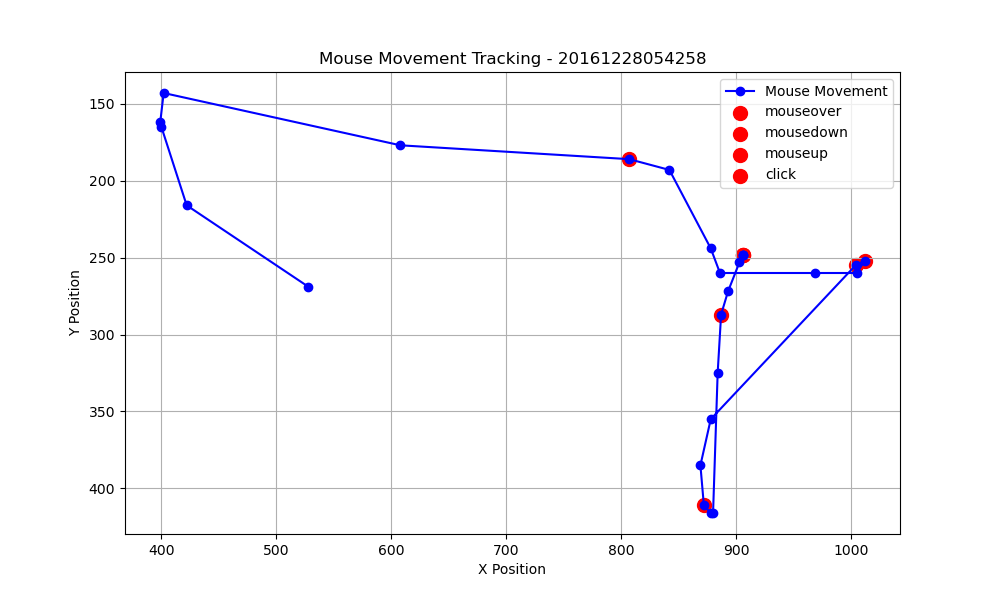 Mouse Movement Tracking - 20161228054258
Mouse Movement
mouseover
mousedown
mouseup
click
Y Position
150
200
250
300
350
400
400 500 600 700 800 900 1000
X Position